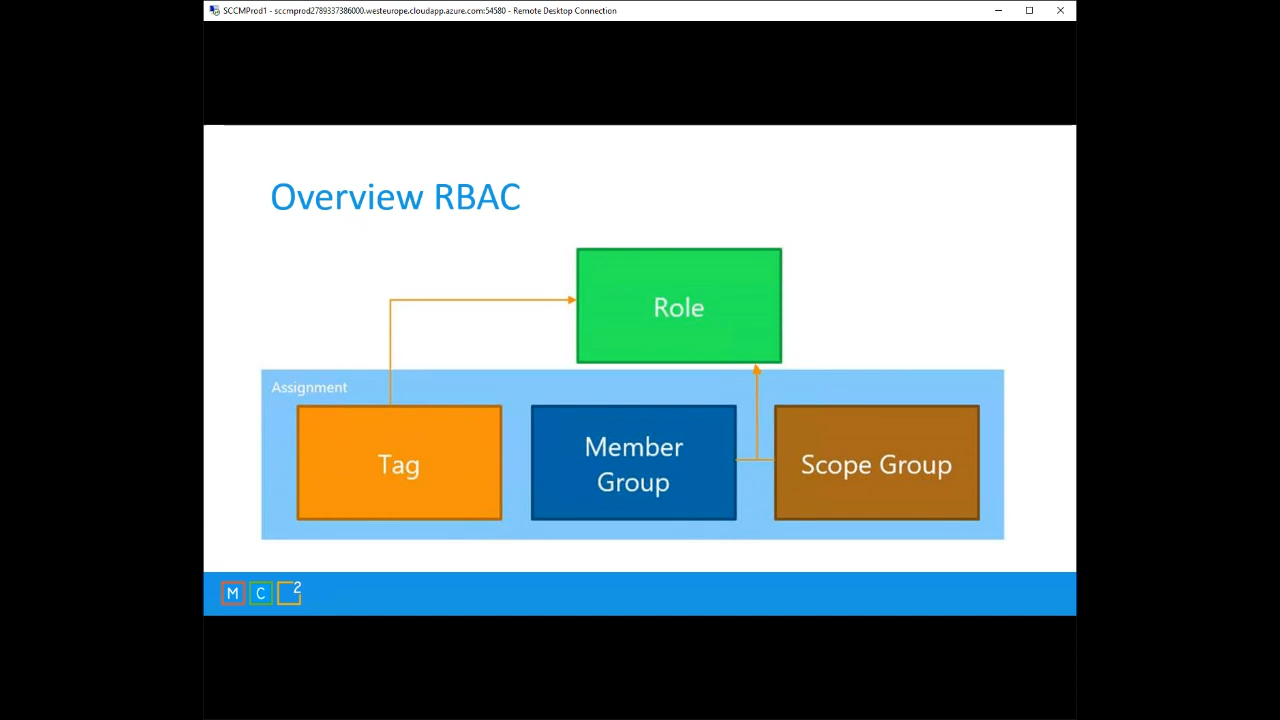 SCCMProd1 - sccmprod2789337386000.westeurope.cloudapp.azure.com:54580 - Remote Desktop Connection
Overview RBAC
Role
Assignment
Tag
Member
Group
Scope Group
M C 2